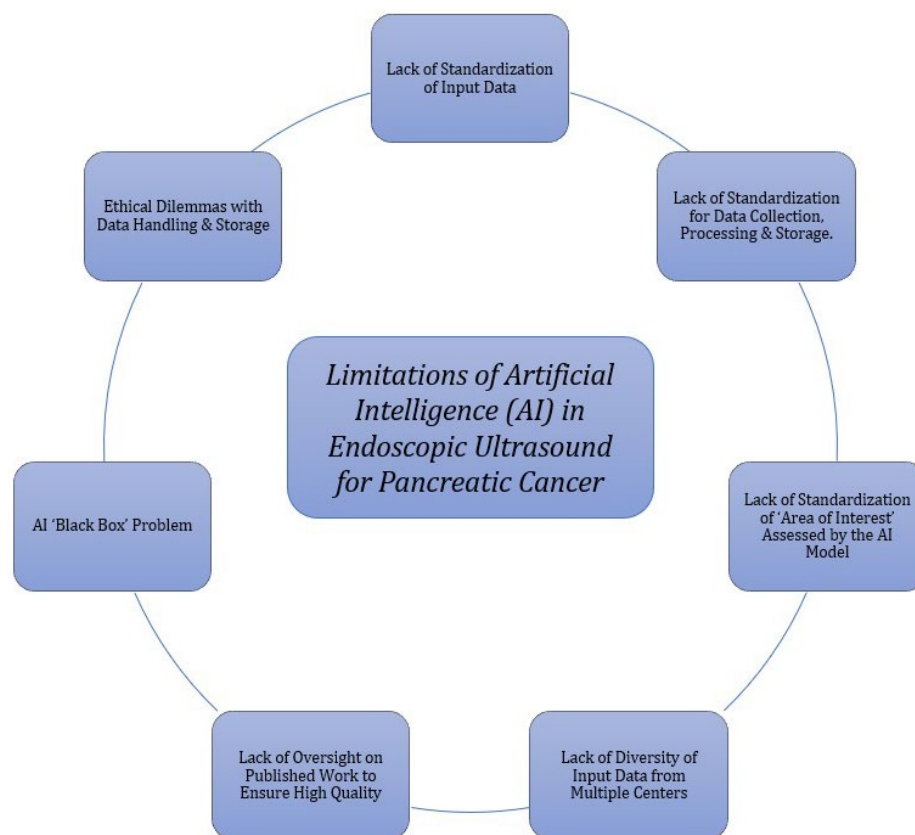 Lack of Standardization
of Input Data
Lack of Standardization
for Data Collection,
Processing & Storage.
Lack of Standardization
of ‘Area of Interest’
Assessed by the AI
Model
Lack of Diversity of
Input Data from
Multiple Centers
Lack of Oversight on
Published Work to
Ensure High Quality
AI ‘Black Box’ Problem
Ethical Dilemmas with
Data Handling & Storage
Limitations of Artificial
Intelligence (AI) in
Endoscopic Ultrasound
for Pancreatic Cancer